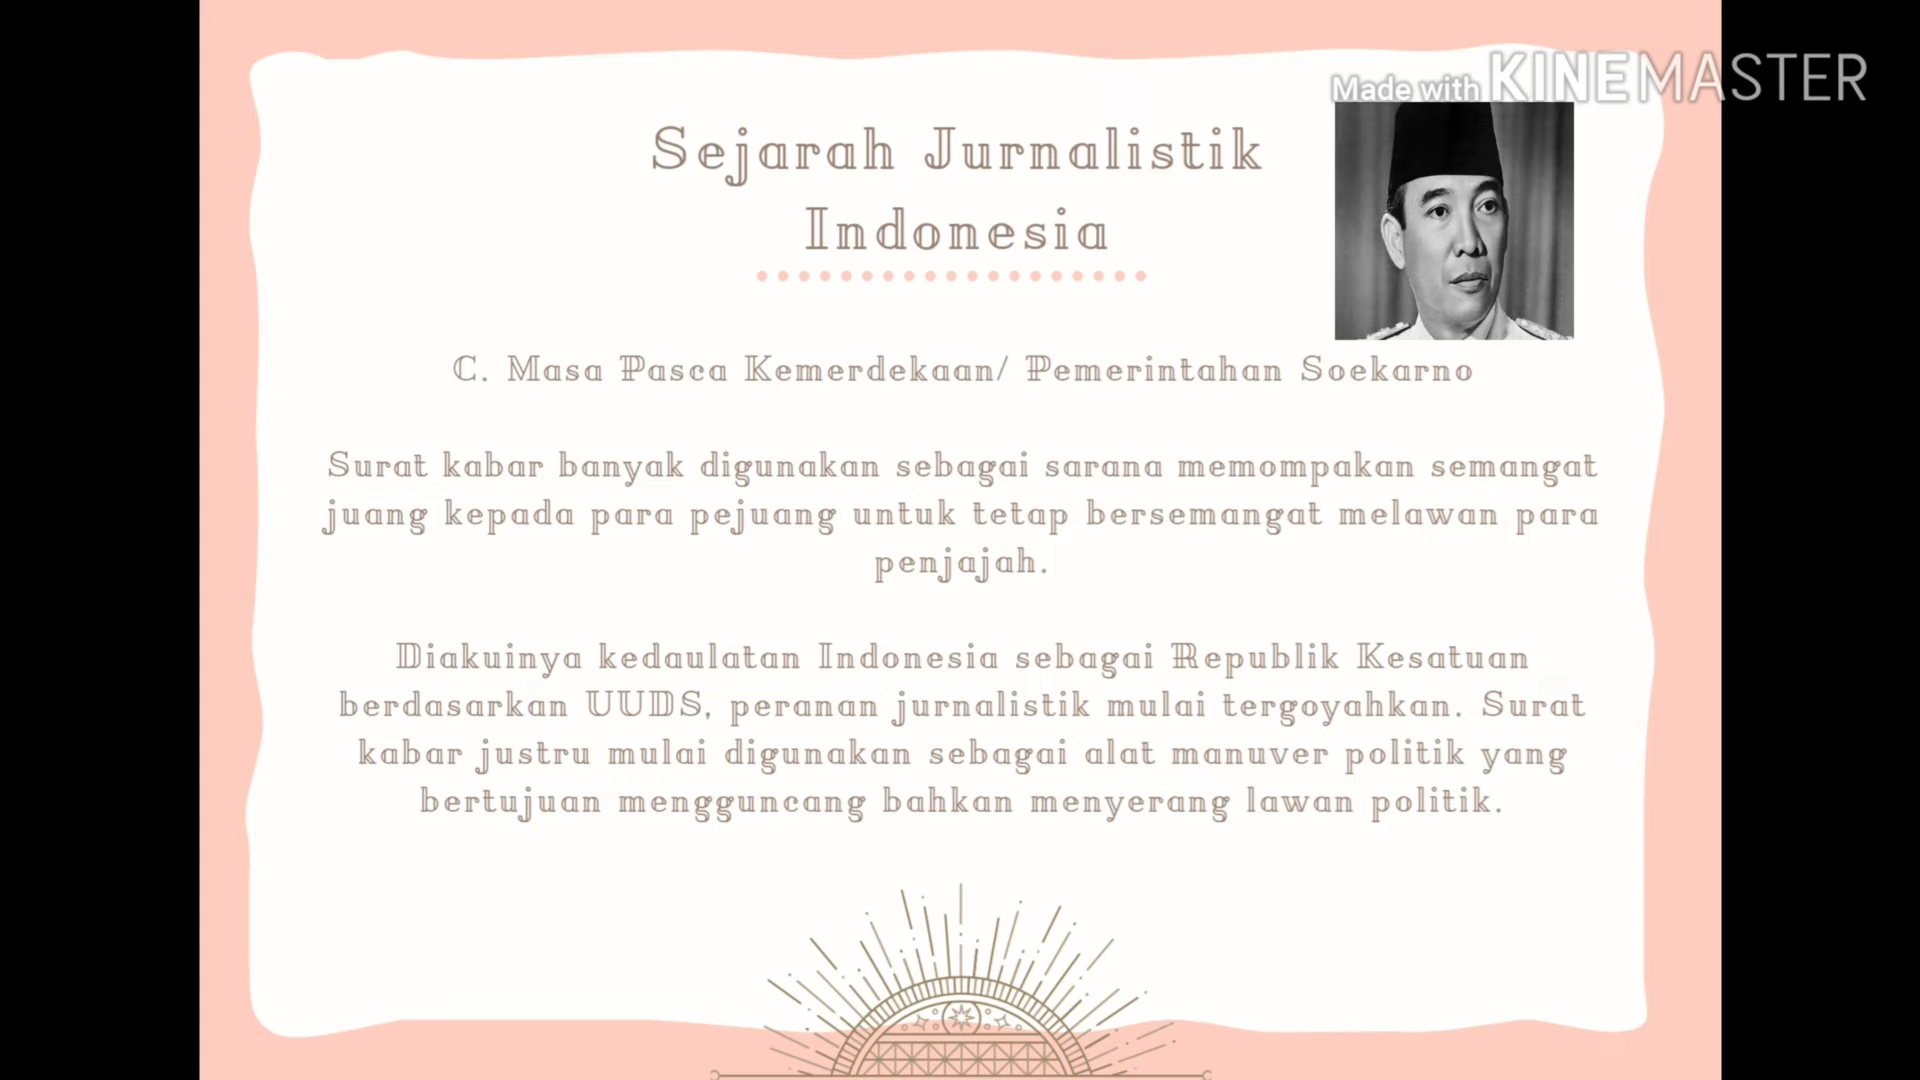 Made with KINEMASTER
Sejarah Jurnalistik
Indonesia
C. Masa Pasca Kemerdekaan/ Pemerintahan Soekarno
Surat kabar banyak digunakan sebagai sarana memompakan semangat
juang kepada para pejuang untuk tetap bersemangat melawan para
penjajah.
Diakuinya kedaulatan Indonesia sebagai Republik Kesatuan
berdasarkan UUDS, peranan jurnalistik mulai tergoyahkan. Surat
kabar justru mulai digunakan sebagai alat manuver politik yang
bertujuan mengguncang bahkan menyerang lawan politik.